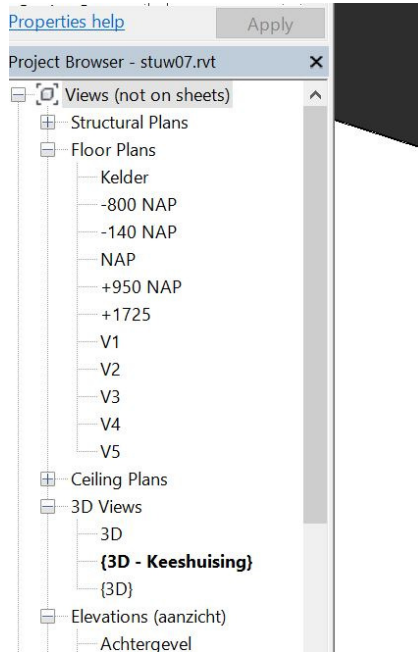 Properties help
Apply
Project Browser - stuw07.rvt
Views (not on sheets)
Structural Plans
Floor Plans
Kelder
-800 NAP
-140 NAP
NAP
+950 NAP
+1725
V1
V2
V3
V4
V5
Ceiling Plans
3D Views
3D
{3D - Keeshuising}
{3D}
Elevations (aanzicht)
Achtergevel